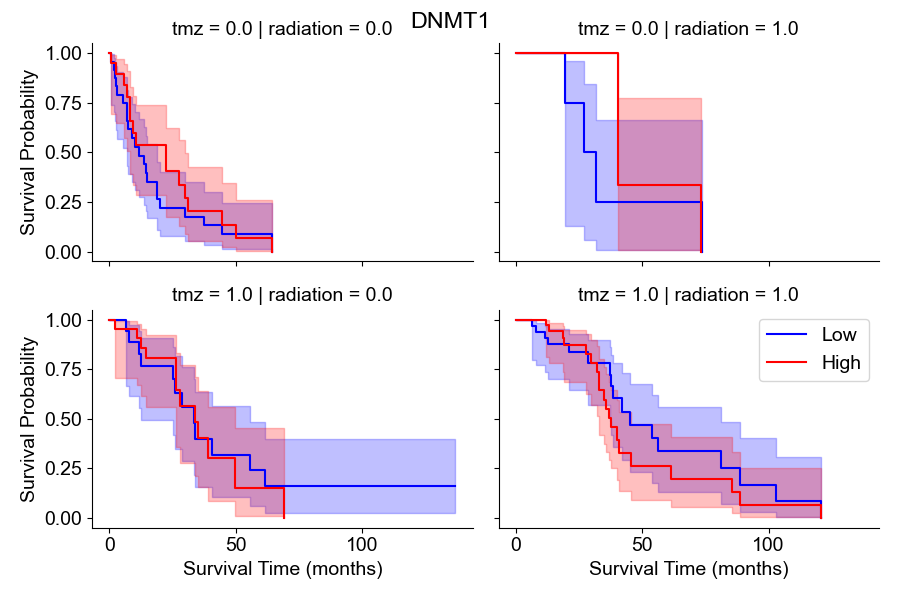 DNMT1
tmz = 0.0 | radiation = 0.0
tmz = 0.0 | radiation = 1.0
1.00
0.75
0.50
0.25
0.00
Survival Probability
tmz = 1.0 | radiation = 0.0
tmz = 1.0 | radiation = 1.0
1.00
0.75
0.50
0.25
0.00
Survival Probability
Low
High
0
50
100
0
50
100
Survival Time (months)
Survival Time (months)